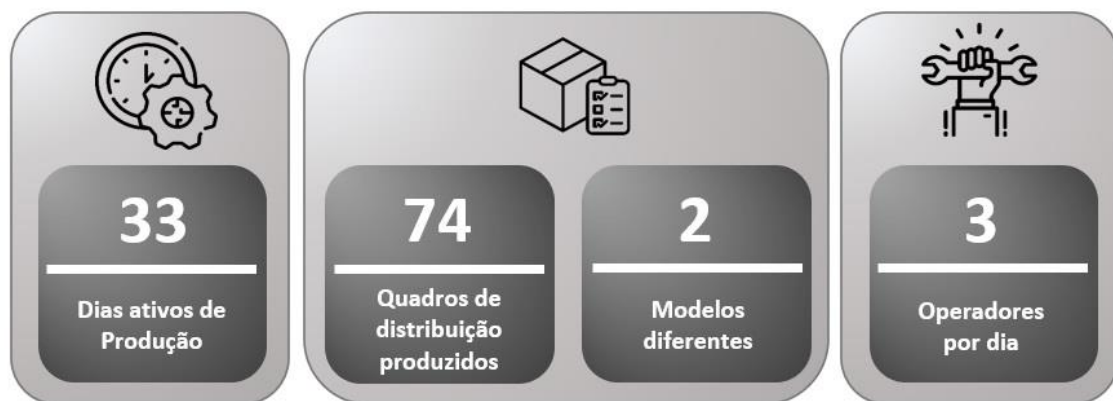 33
Dias ativos de
Produção
74
Quadros de
distribuição
produzidos
2
Modelos
diferentes
3
Operadores
por dia